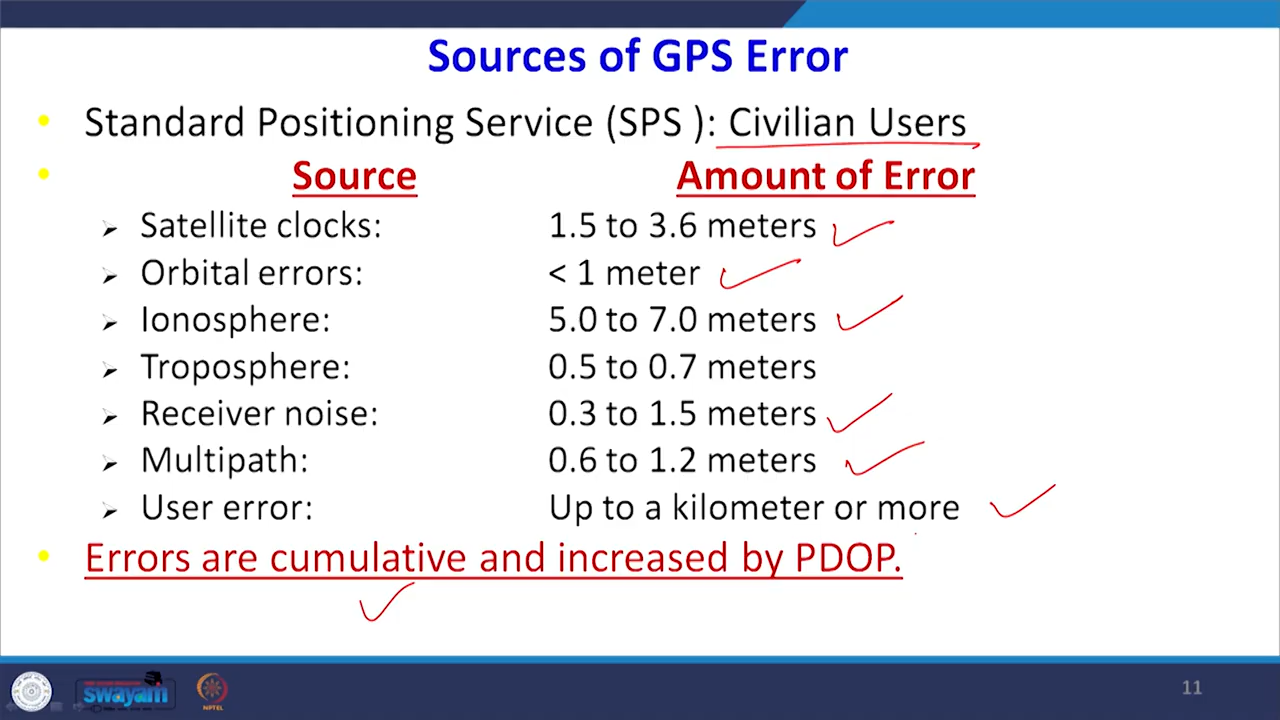 Sources of GPS Error
• Standard Positioning Service (SPS ): Civilian Users
• Source Amount of Error
➢ Satellite clocks: 1.5 to 3.6 meters
➢ Orbital errors: < 1 meter
➢ Ionosphere: 5.0 to 7.0 meters
➢ Troposphere: 0.5 to 0.7 meters
➢ Receiver noise: 0.3 to 1.5 meters
➢ Multipath: 0.6 to 1.2 meters
➢ User error: Up to a kilometer or more
• Errors are cumulative and increased by PDOP.
swayam NPTEL 11